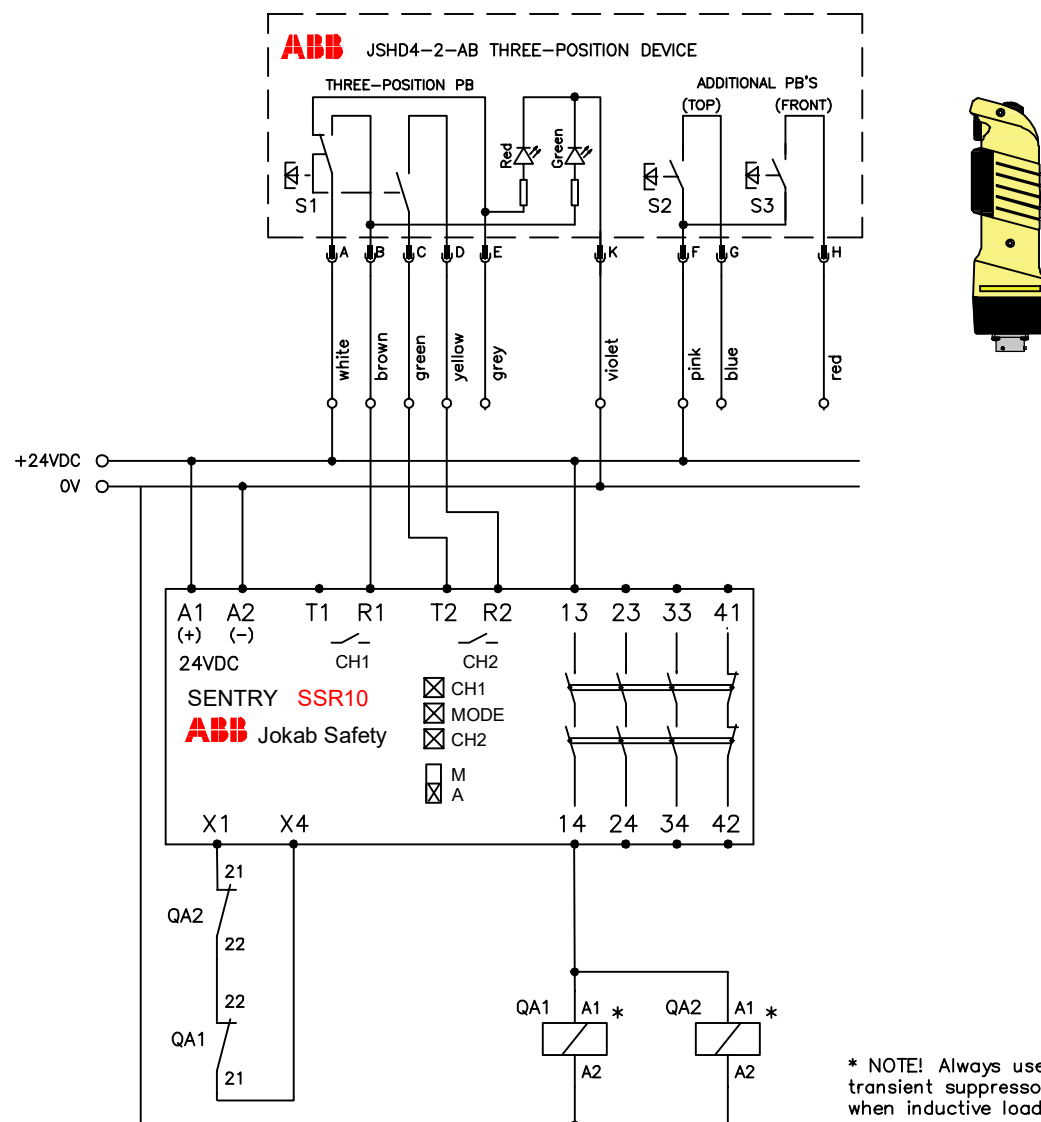 ABB JSHD4-2-AB THREE-POSITION DEVICE
THREE-POSITION PB
ADDITIONAL PB'S
(TOP) (FRONT)
Red
Green
S1
S2
S3
A B C D E K F G H
white
brown
green
yellow
grey
violet
pink
blue
red
+24VDC
0V
A1 A2 T1 R1 T2 R2 13 23 33 41
(+) (-)
24VDC
CH1
CH2
SENTRY SSR10
ABB Jokab Safety
CH1
MODE
CH2
M
A
X1 X4 14 24 34 42
21
QA2
22
22
QA1
21
QA1 A1 *
A2
QA2 A1 *
A2
* NOTE! Always use
transient suppresso
when inductive load